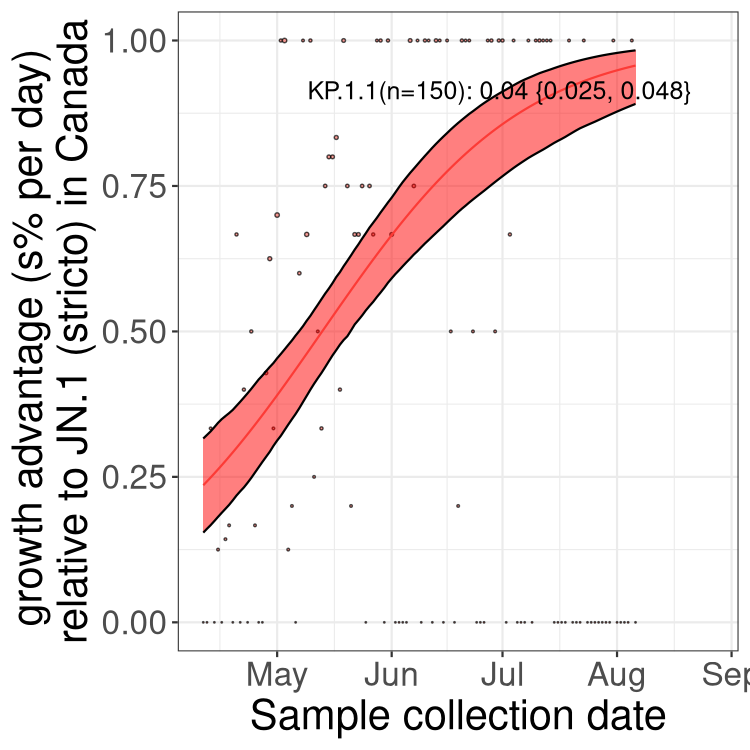 growth advantage (s% per day)
relative to JN.1 (stricto) in Canada
1.00
0.75
0.50
0.25
0.00
KP.1.1(n=150): 0.04 {0.025, 0.048}
May Jun Jul Aug Sep
Sample collection date